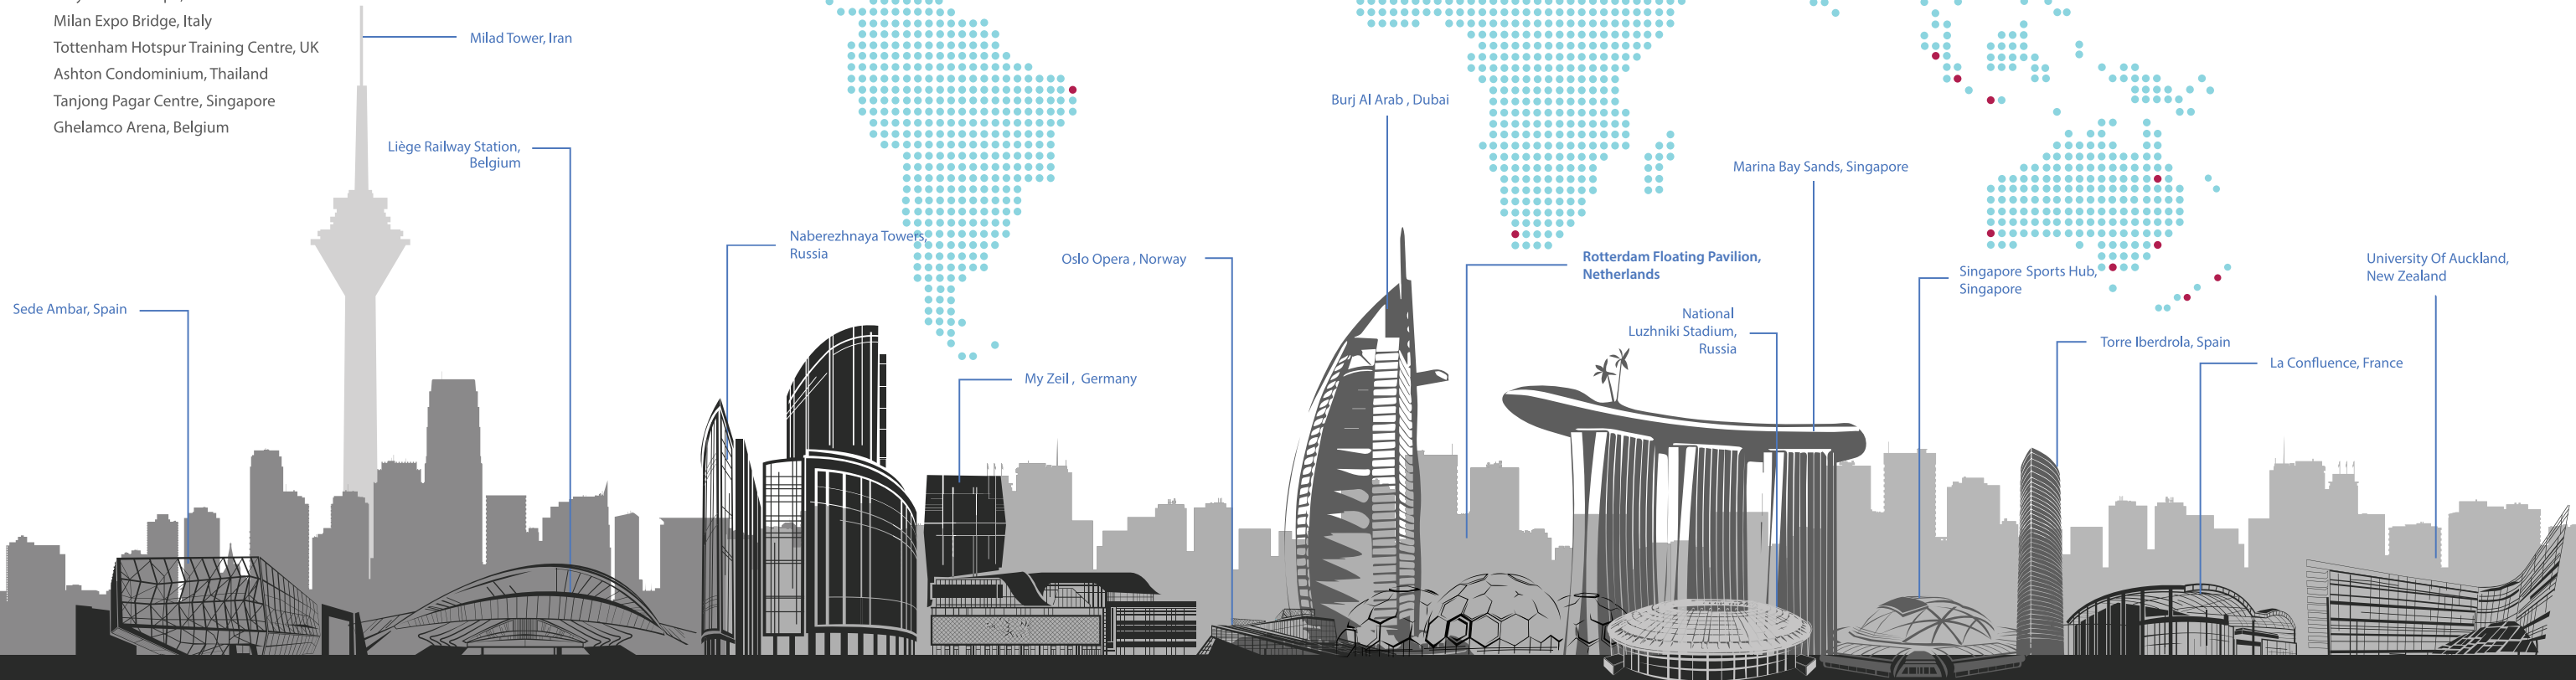 Milan Expo Bridge, Italy
Tottenham Hotspur Training Centre, UK
Ashton Condominium, Thailand
Tanjong Pagar Centre, Singapore
Ghelamco Arena, Belgium
Milad Tower, Iran
Liège Railway Station,
Belgium
Sede Ambar, Spain
Naberezhnaya Towers,
Russia
My Zeil , Germany
Oslo Opera , Norway
Burj Al Arab , Dubai
Rotterdam Floating Pavilion,
Netherlands
National
Luzhniki Stadium,
Russia
Marina Bay Sands, Singapore
Singapore Sports Hub,
Singapore
Torre Iberdrola, Spain
La Confluence, France
University Of Auckland,
New Zealand